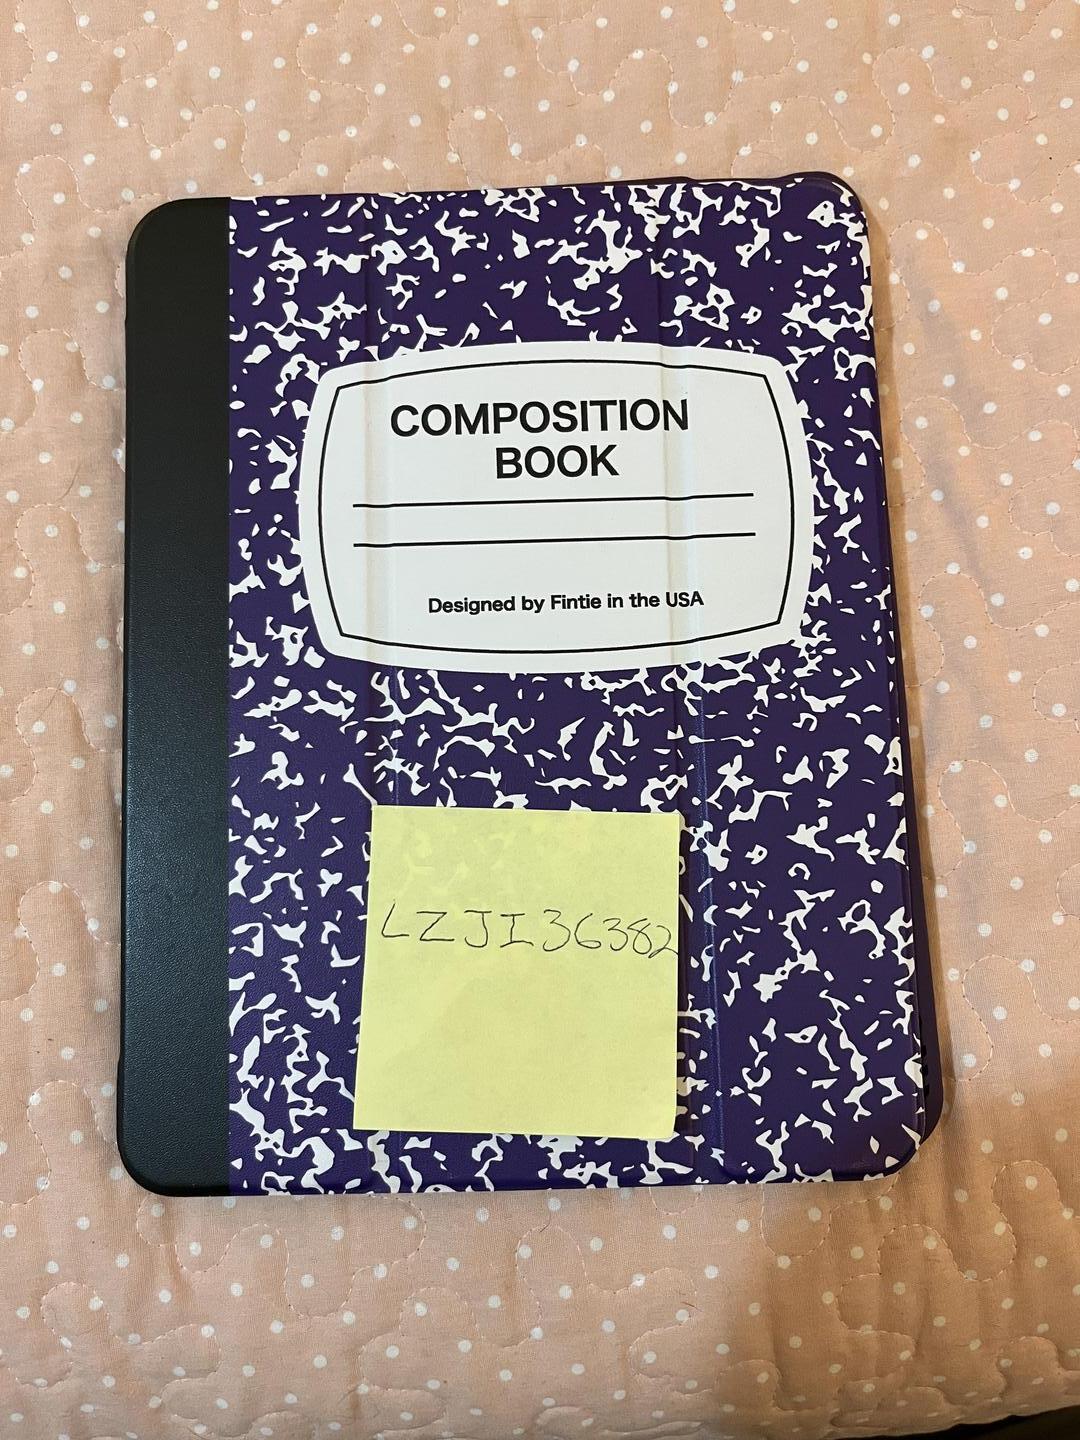 COMPOSITION
BOOK
Designed by Fintie in the USA
LZJI36382